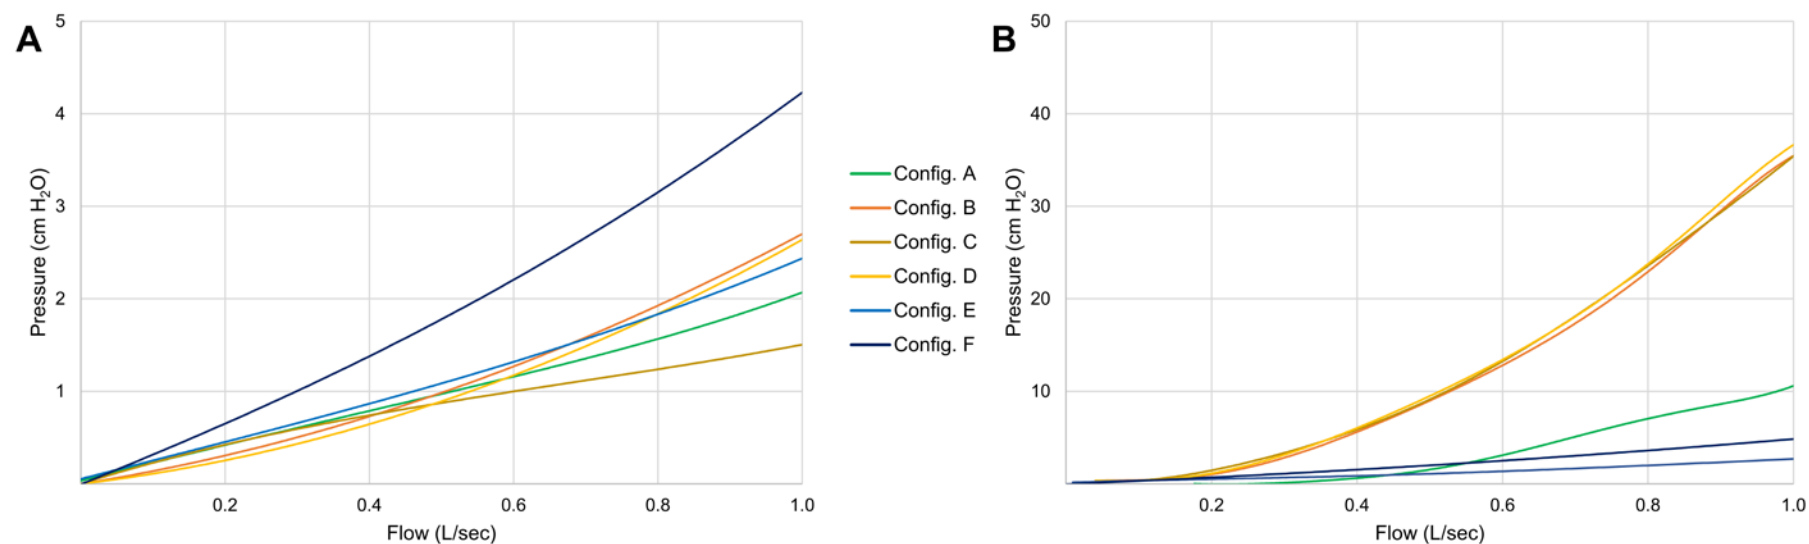 A
5
4
3
2
1
Pressure (cm H₂O)
0.2 0.4 0.6 0.8 1.0
Flow (L/sec)
Config. A
Config. B
Config. C
Config. D
Config. E
Config. F
B
50
40
30
20
10
Pressure (cm H₂O)
0.2 0.4 0.6 0.8 1.0
Flow (L/sec)